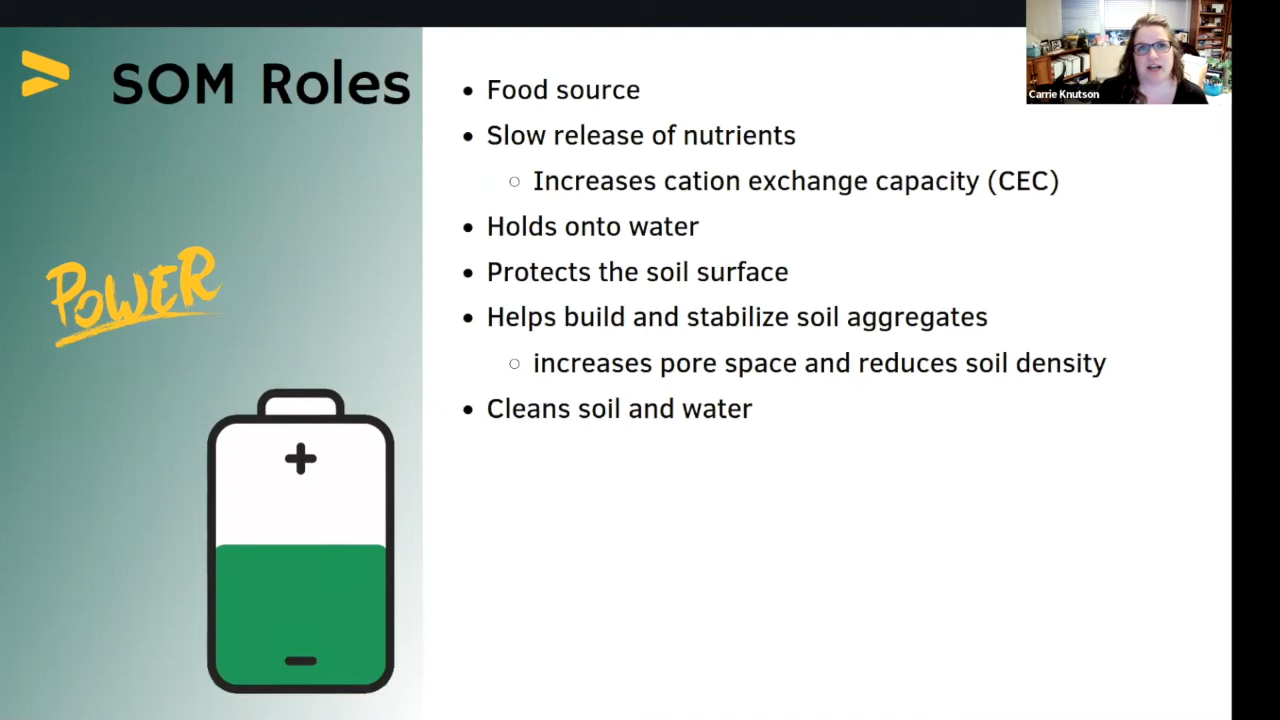 SOM Roles
POWER
• Food source
• Slow release of nutrients
○ Increases cation exchange capacity (CEC)
• Holds onto water
• Protects the soil surface
• Helps build and stabilize soil aggregates
○ increases pore space and reduces soil density
• Cleans soil and water
Carrie Knutson